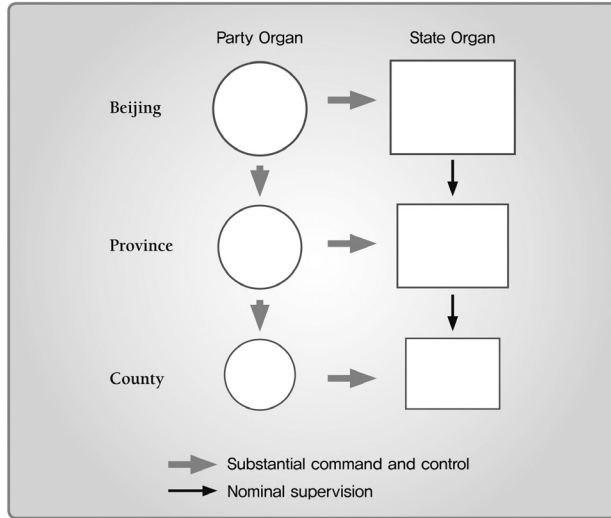 Party Organ State Organ
Beijing
Province
County
Substantial command and control
Nominal supervision